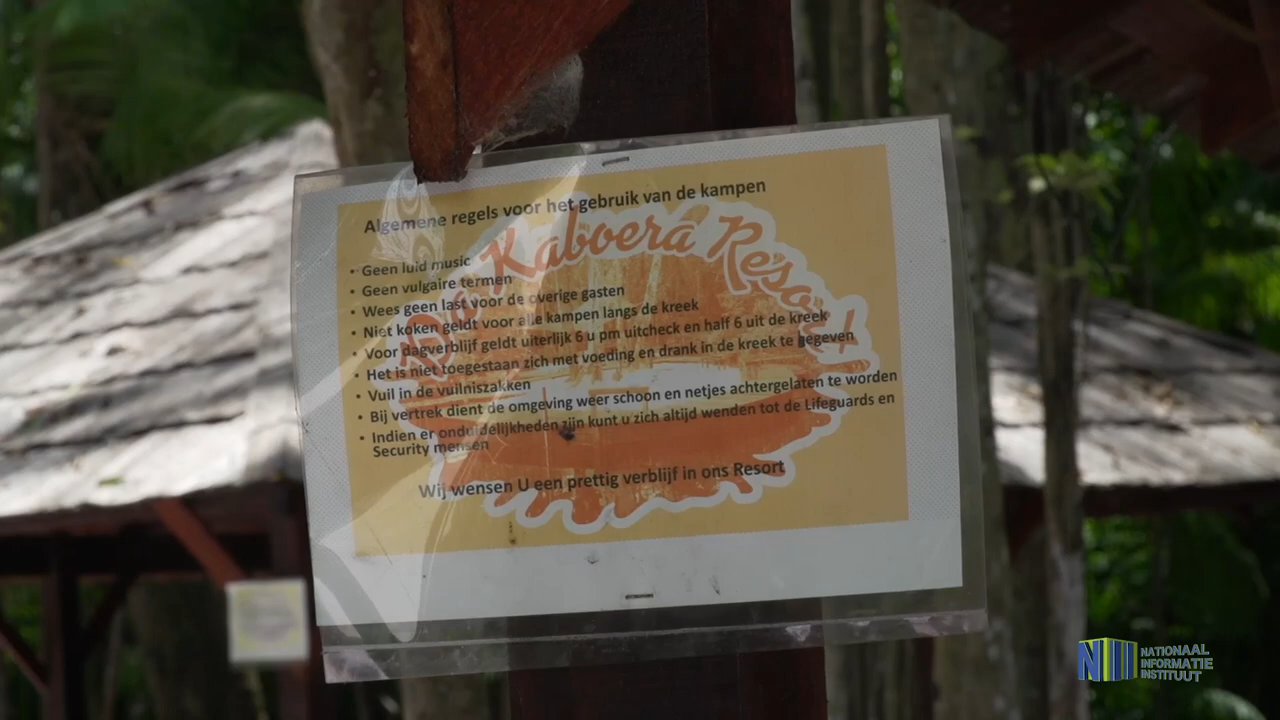 Algemene regels voor het gebruik van de kampen
Kaboera Resort
• Geen luid music
• Geen vulgaire termen
• Wees geen last voor de overige gasten
• Niet koken geldt voor alle kampen langs de kreek
• Voor dagverblijf geldt uiterlijk 6 u pm uitcheck en half 6 uit de kreek
• Het is niet toegestaan zich met voeding en drank in de kreek te begeven
• Vuil in de vuilniszakken
• Bij vertrek dient de omgeving weer schoon en netjes achtergelaten te worden
• Indien er onduidelijkheden zijn kunt u zich altijd wenden tot de Lifeguards en
Security mensen
Wij wensen U een prettig verblijf in ons Resort
NII NATIONAAL
INFORMATIE
INSTITUUT